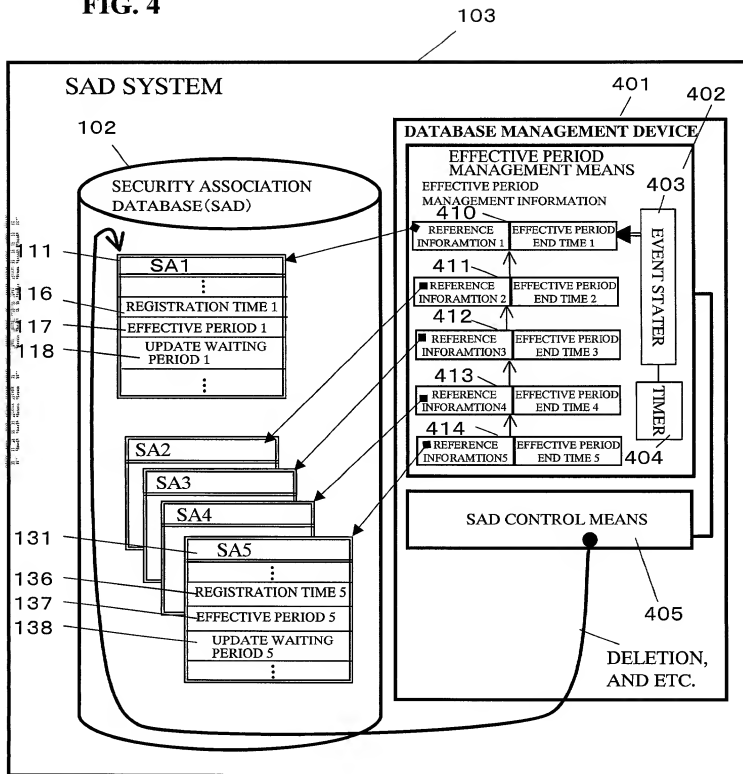 FIG. 4
103
SAD SYSTEM
102
SECURITY ASSOCIATION
DATABASE(SAD)
111
SA1
⋮
116
REGISTRATION TIME 1
117
EFFECTIVE PERIOD 1
118
UPDATE WAITING
PERIOD 1
⋮
SA2
SA3
SA4
131
SA5
⋮
136
REGISTRATION TIME 5
137
EFFECTIVE PERIOD 5
138
UPDATE WAITING
PERIOD 5
⋮
401
402
DATABASE MANAGEMENT DEVICE
EFFECTIVE PERIOD
MANAGEMENT MEANS
EFFECTIVE PERIOD
MANAGEMENT INFORMATION
403
410
REFERENCE
INFORAMTION 1
EFFECTIVE PERIOD
END TIME 1
411
REFERENCE
INFORAMTION 2
EFFECTIVE PERIOD
END TIME 2
412
REFERENCE
INFORAMTION3
EFFECTIVE PERIOD
END TIME 3
413
REFERENCE
INFORAMTION4
EFFECTIVE PERIOD
END TIME 4
414
REFERENCE
INFORAMTION5
EFFECTIVE PERIOD
END TIME 5
EVENT STATER
TIMER
404
SAD CONTROL MEANS
405
DELETION,
AND ETC.